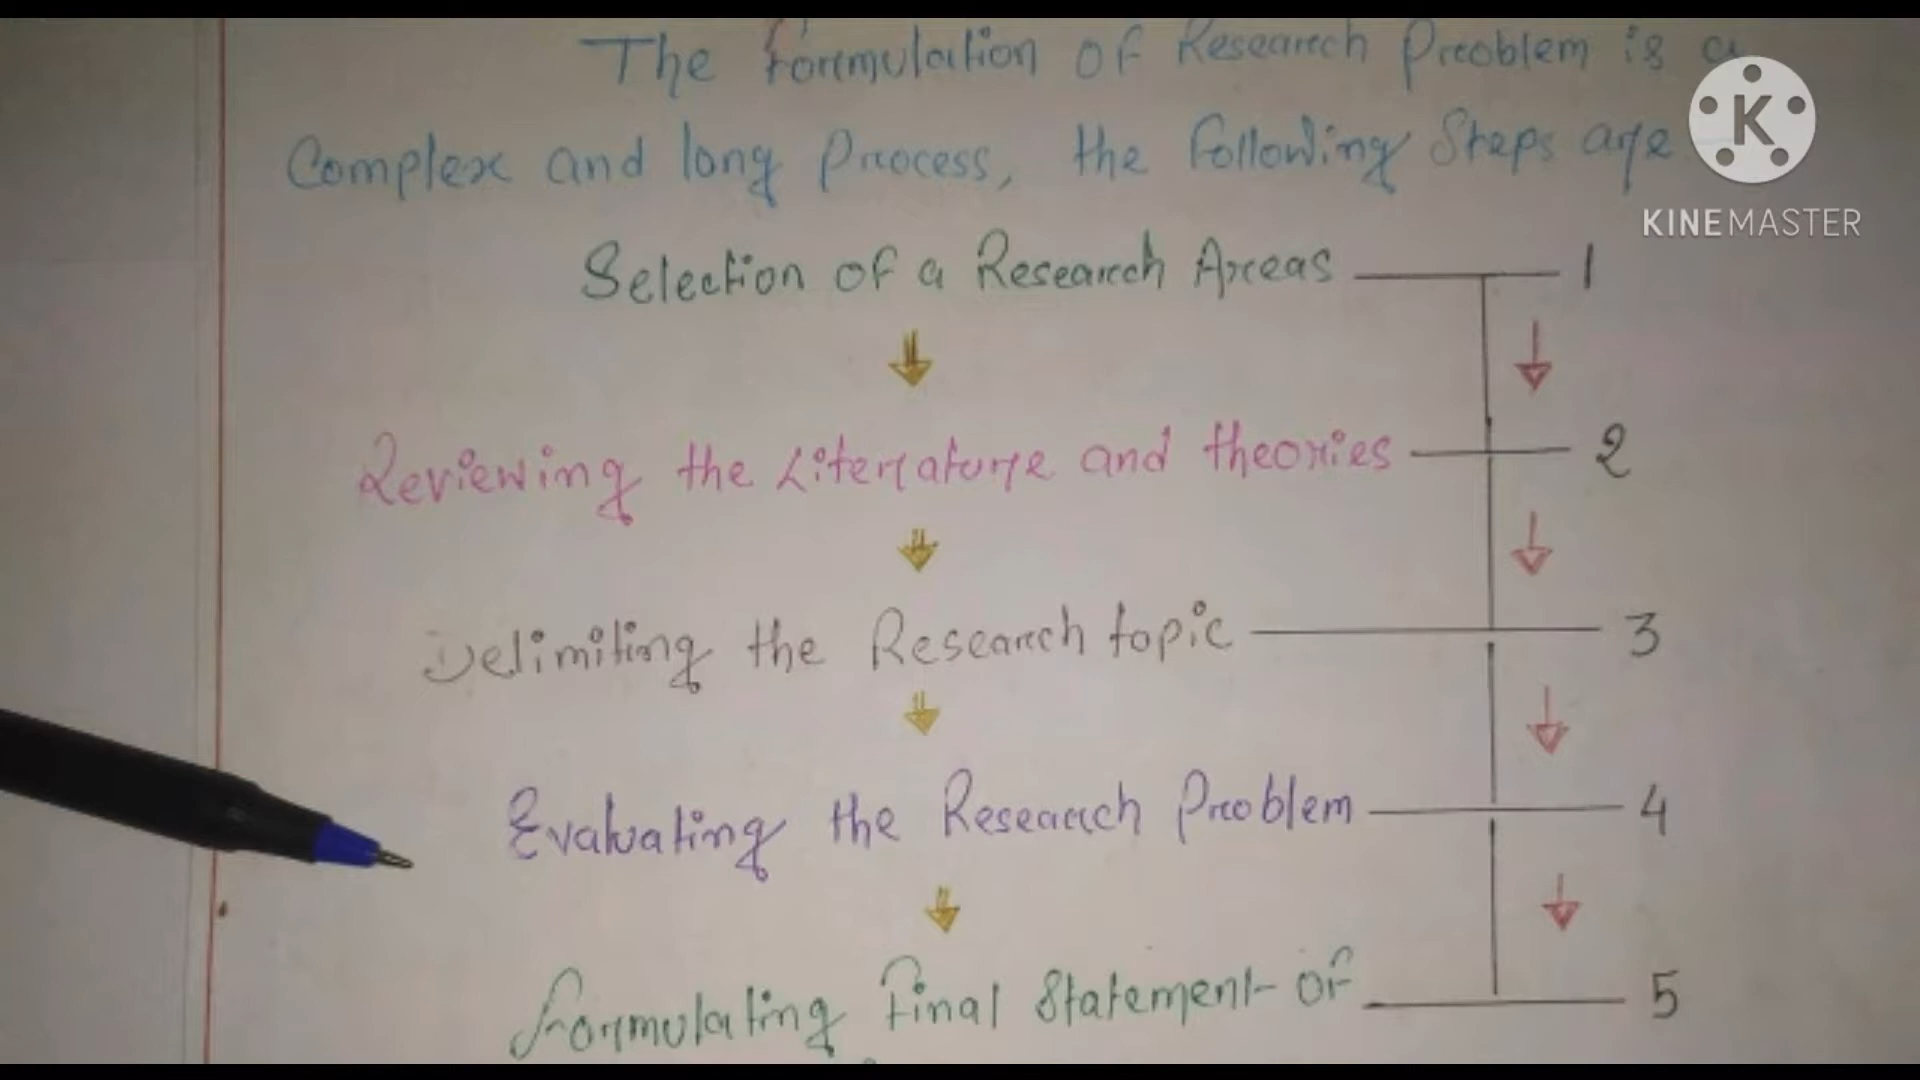 The Formulation of Research Problem is a
Complex and long Process, the Following Steps are
K
KINEMASTER
Selection of a Research Areas 1
Reviewing the Literature and theories 2
Delimiting the Research topic 3
Evaluating the Research Problem 4
Formulating Final Statement of 5